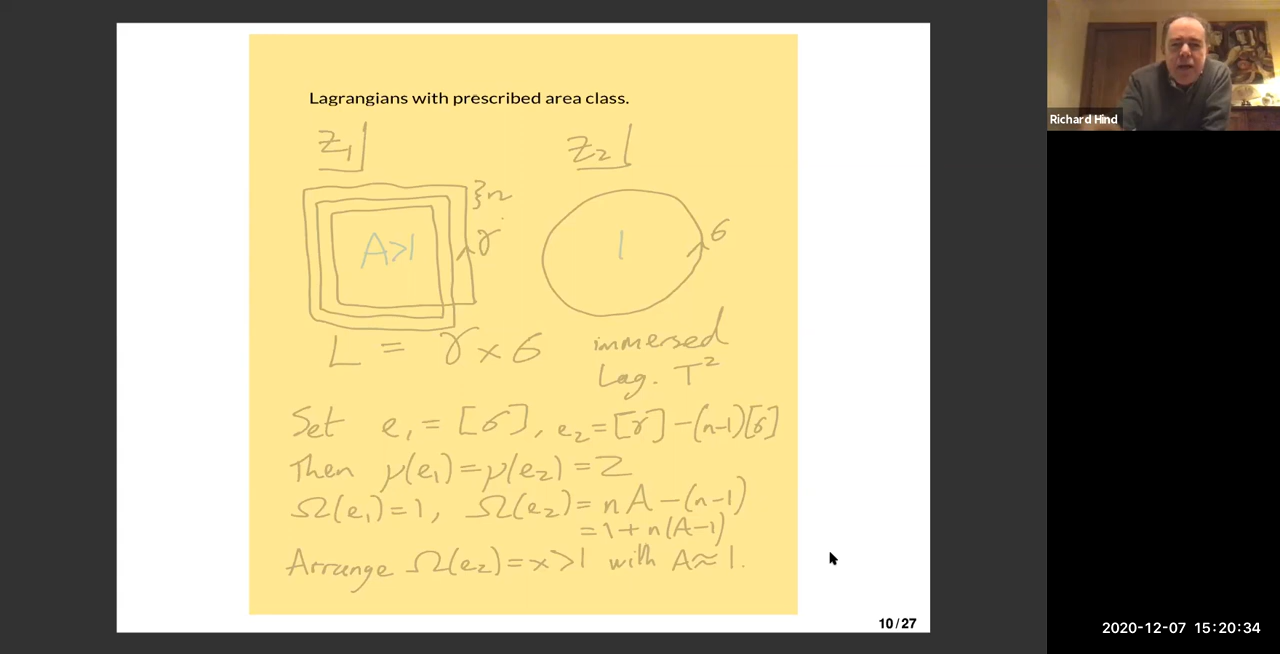 Lagrangians with prescribed area class.
z₁ z₂
}n
A>1 γ 1 σ
L = γ × σ immersed
Lag. T²
Set e₁ = [σ], e₂ = [γ] - (n-1)[σ]
Then μ(e₁) = μ(e₂) = 2
Ω(e₁) = 1, Ω(e₂) = nA - (n-1)
= 1 + n(A-1)
Arrange Ω(e₂) = x > 1 with A ≈ 1.
10/27
Richard Hind
2020-12-07 15:20:34